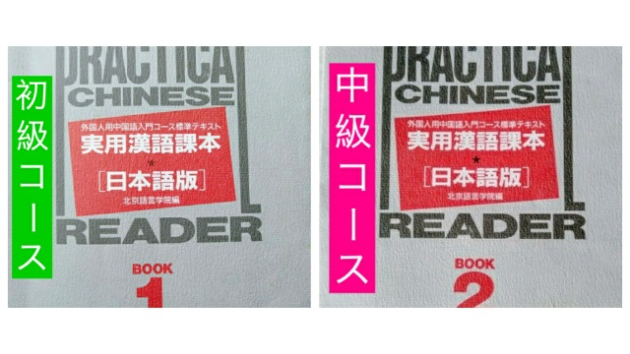 初級コース
PRACTICA
CHINESE
外国人用中国語入門コース標準テキスト
実用漢語課本
★
[日本語版]
北京語言学院編
READER
BOOK
1
中級コース
PRACTICA
CHINESE
外国人用中国語入門コース標準テキスト
実用漢語課本
★
[日本語版]
北京語言学院編
READER
BOOK
2